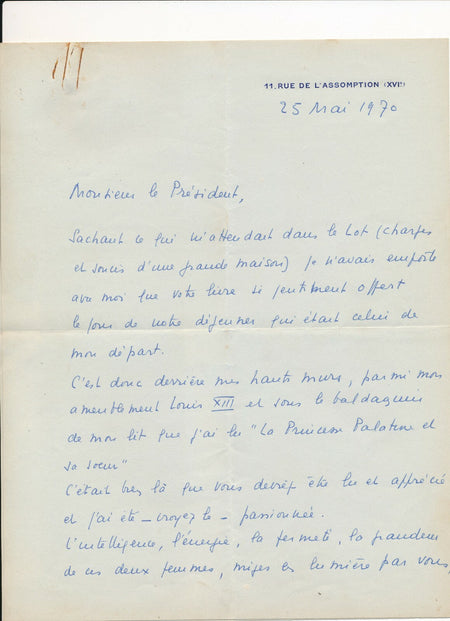 11. RUE DE L'ASSOMPTION (XVIe)
25 Mai 1970
Monsieur le Président,
Sachant ce qui m'attendait dans le Lot (charges
et soucis d'une grande maison) je n'avais emporté
avec moi que votre livre si gentiment offert
le jour de notre déjeuner qui était celui de
mon départ.
C'est donc derrière mes hauts murs, parmi mon
ameublement Louis XIII et sous le baldaquin
de mon lit que j'ai lu "La Princesse Palatine et
sa soeur"
C'était bien là que vous devrez être lu et apprécié
et j'ai été - croyez le - passionnée.
L'intelligence, l'énergie, la fermeté, la grandeur
de ces deux femmes, mises en lumière par vous,